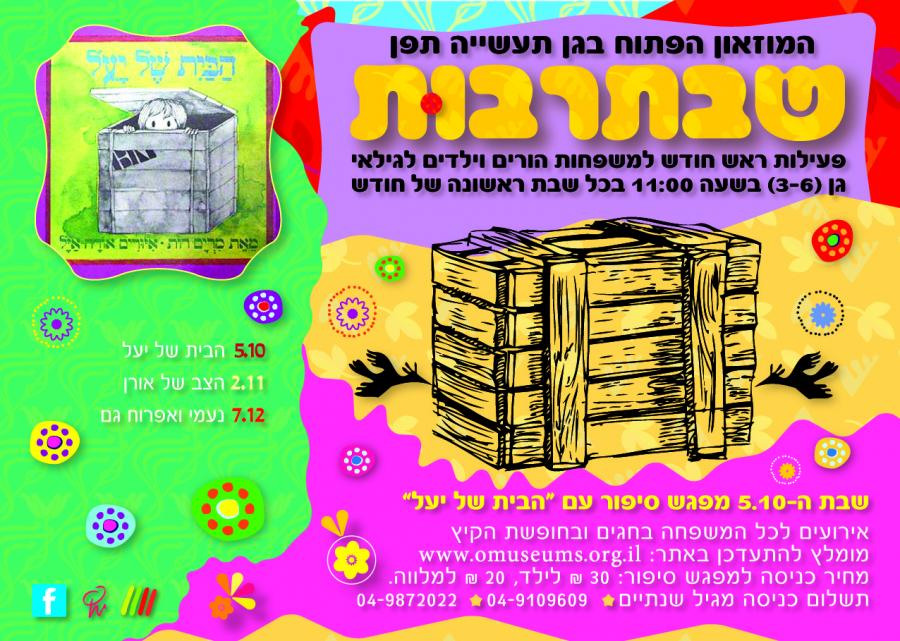 המוזאון הפתוח בגן תעשייה תפן
שבתרבות
פעילות ראש חודש למשפחות הורים וילדים לגילאי
גן (3-6) בשעה 11:00 בכל שבת ראשונה של חודש
הַבַּיִת שֶׁל יָעֵל
מאת מרים רות • איורים אורה איל
5.10 הבית של יעל
2.11 הצב של אורן
7.12 נעמי ואפרוח גם
שבת ה-5.10 מפגש סיפור עם "הבית של יעל"
אירועים לכל המשפחה בחגים ובחופשת הקיץ
מומלץ להתעדכן באתר: www.omuseums.org.il
מחיר כניסה למפגש סיפור: 30 ₪ לילד, 20 ₪ למלווה.
תשלום כניסה מגיל שנתיים 04-9109609 04-9872022
f